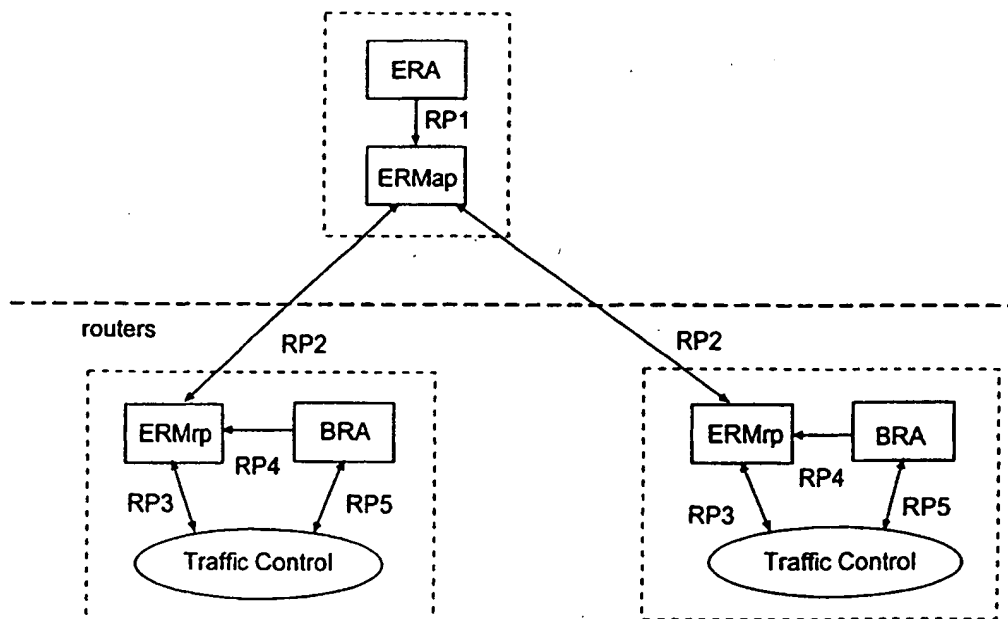 ERA
RP1
ERMap
routers
RP2
RP2
ERMrp
BRA
RP4
RP3
RP5
Traffic Control
ERMrp
BRA
RP4
RP3
RP5
Traffic Control